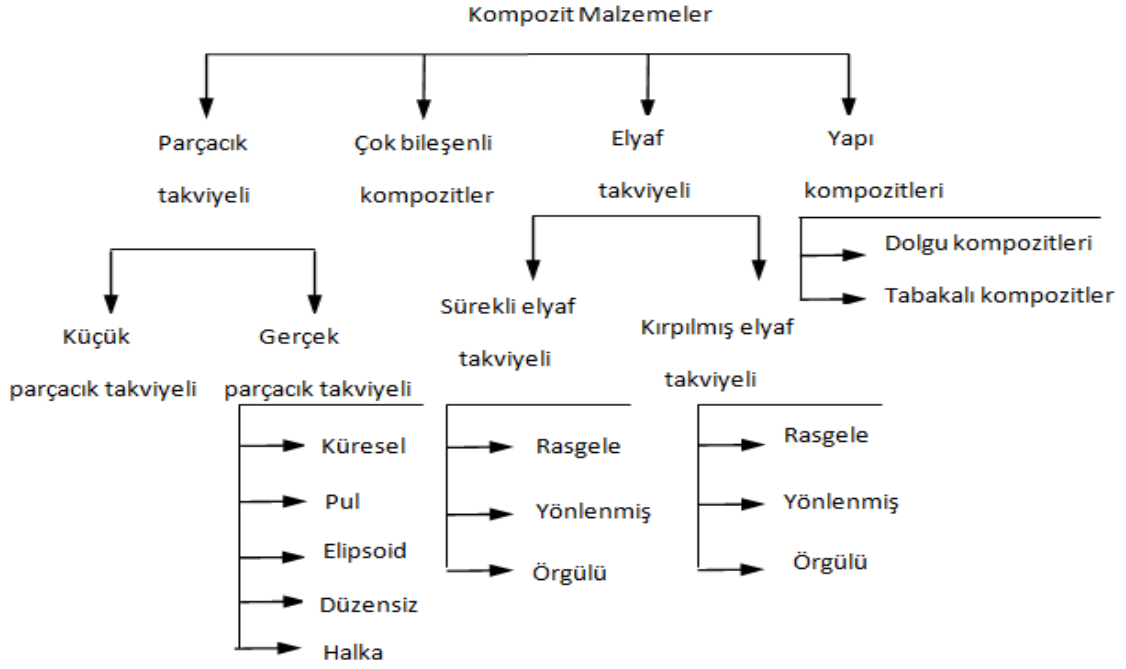 Kompozit Malzemeler
Parçacık
takviyeli
Çok bileşenli
kompozitler
Elyaf
takviyeli
Yapı
kompozitleri
Dolgu kompozitleri
Tabakalı kompozitler
Küçük
parçacık takviyeli
Gerçek
parçacık takviyeli
Küresel
Pul
Elipsoid
Düzensiz
Halka
Sürekli elyaf
takviyeli
Rasgele
Yönlenmiş
Örgülü
Kırpılmış elyaf
takviyeli
Rasgele
Yönlenmiş
Örgülü